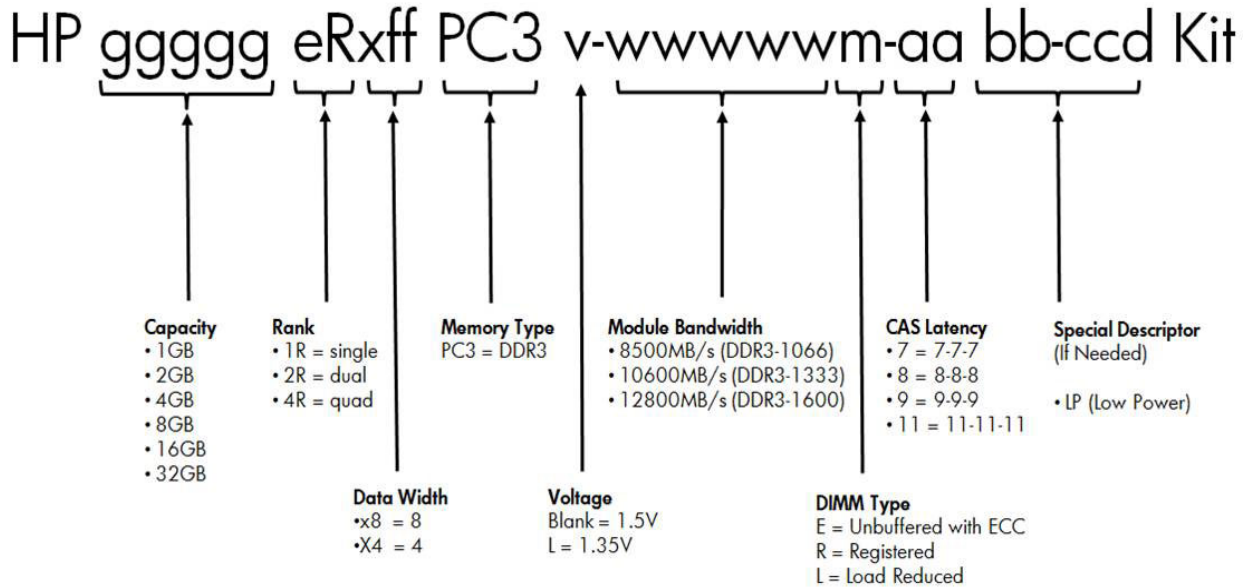 HP ggggg eRxff PC3 v-wwwwwm-aa bb-ccd Kit
Capacity
• 1GB
• 2GB
• 4GB
• 8GB
• 16GB
• 32GB
Rank
• 1R = single
• 2R = dual
• 4R = quad
Memory Type
PC3 = DDR3
Module Bandwidth
• 8500MB/s (DDR3-1066)
• 10600MB/s (DDR3-1333)
• 12800MB/s (DDR3-1600)
CAS Latency
• 7 = 7-7-7
• 8 = 8-8-8
• 9 = 9-9-9
• 11 = 11-11-11
Special Descriptor
(If Needed)
• LP (Low Power)
Data Width
•x8 = 8
•X4 = 4
Voltage
Blank = 1.5V
L = 1.35V
DIMM Type
E = Unbuffered with ECC
R = Registered
L = Load Reduced